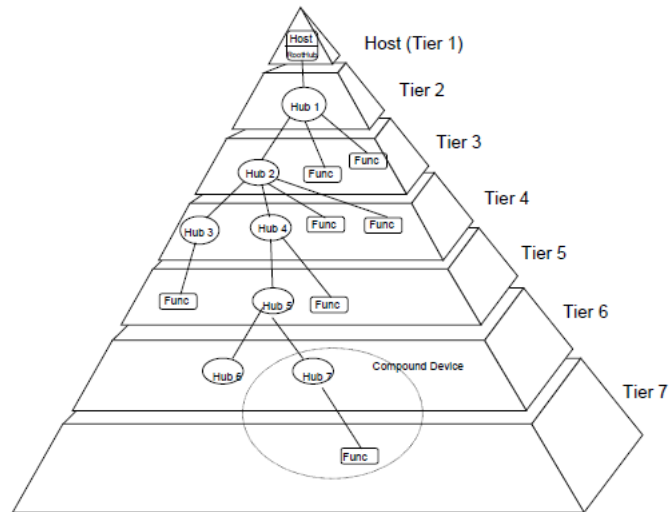 Host
RootHub
Host (Tier 1)
Hub 1
Tier 2
Hub 2
Func
Func
Tier 3
Hub 3
Hub 4
Func
Func
Tier 4
Func
Hub 5
Func
Tier 5
Hub 6
Hub 7
Compound Device
Tier 6
Func
Tier 7